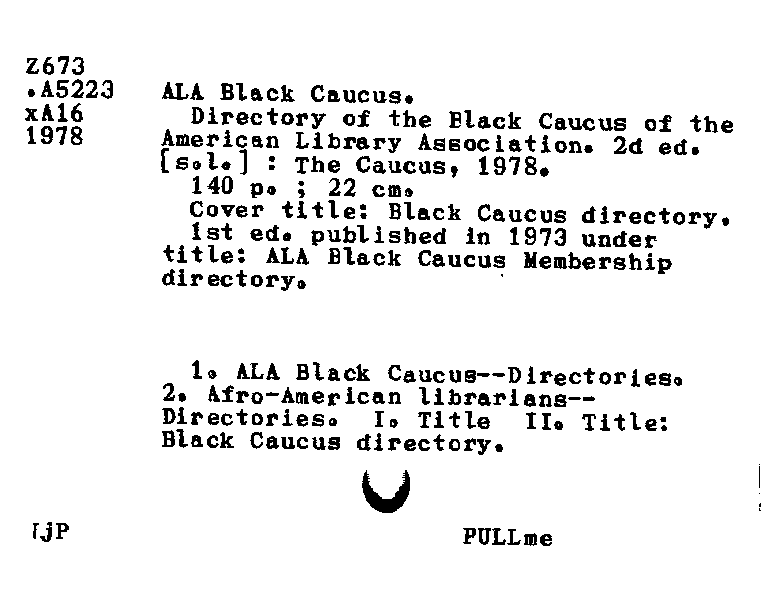 Z673
.A5223 ALA Black Caucus.
xA16 Directory of the Black Caucus of the
1978 American Library Association. 2d ed.
[s.l.] : The Caucus, 1978.
140 p. ; 22 cm.
Cover title: Black Caucus directory.
1st ed. published in 1973 under
title: ALA Black Caucus Membership
directory.
1. ALA Black Caucus--Directories.
2. Afro-American librarians--
Directories. I. Title II. Title:
Black Caucus directory.
PULLme